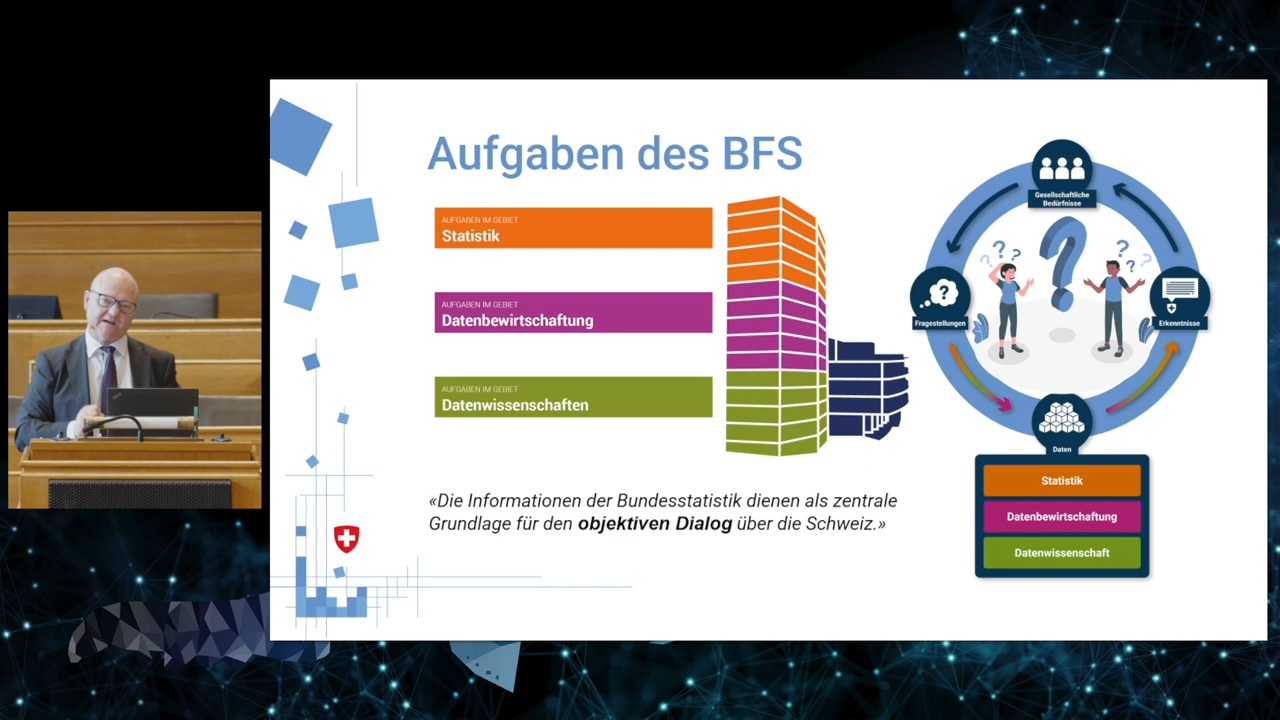 Aufgaben des BFS
AUFGABEN IM GEBIET
Statistik
AUFGABEN IM GEBIET
Datenbewirtschaftung
AUFGABEN IM GEBIET
Datenwissenschaften
«Die Informationen der Bundesstatistik dienen als zentrale
Grundlage für den objektiven Dialog über die Schweiz.»
Gesellschaftliche
Bedürfnisse
? ? ?
?
? ? ?
?
Fragestellungen
Erkenntnisse
Daten
Statistik
Datenbewirtschaftung
Datenwissenschaft